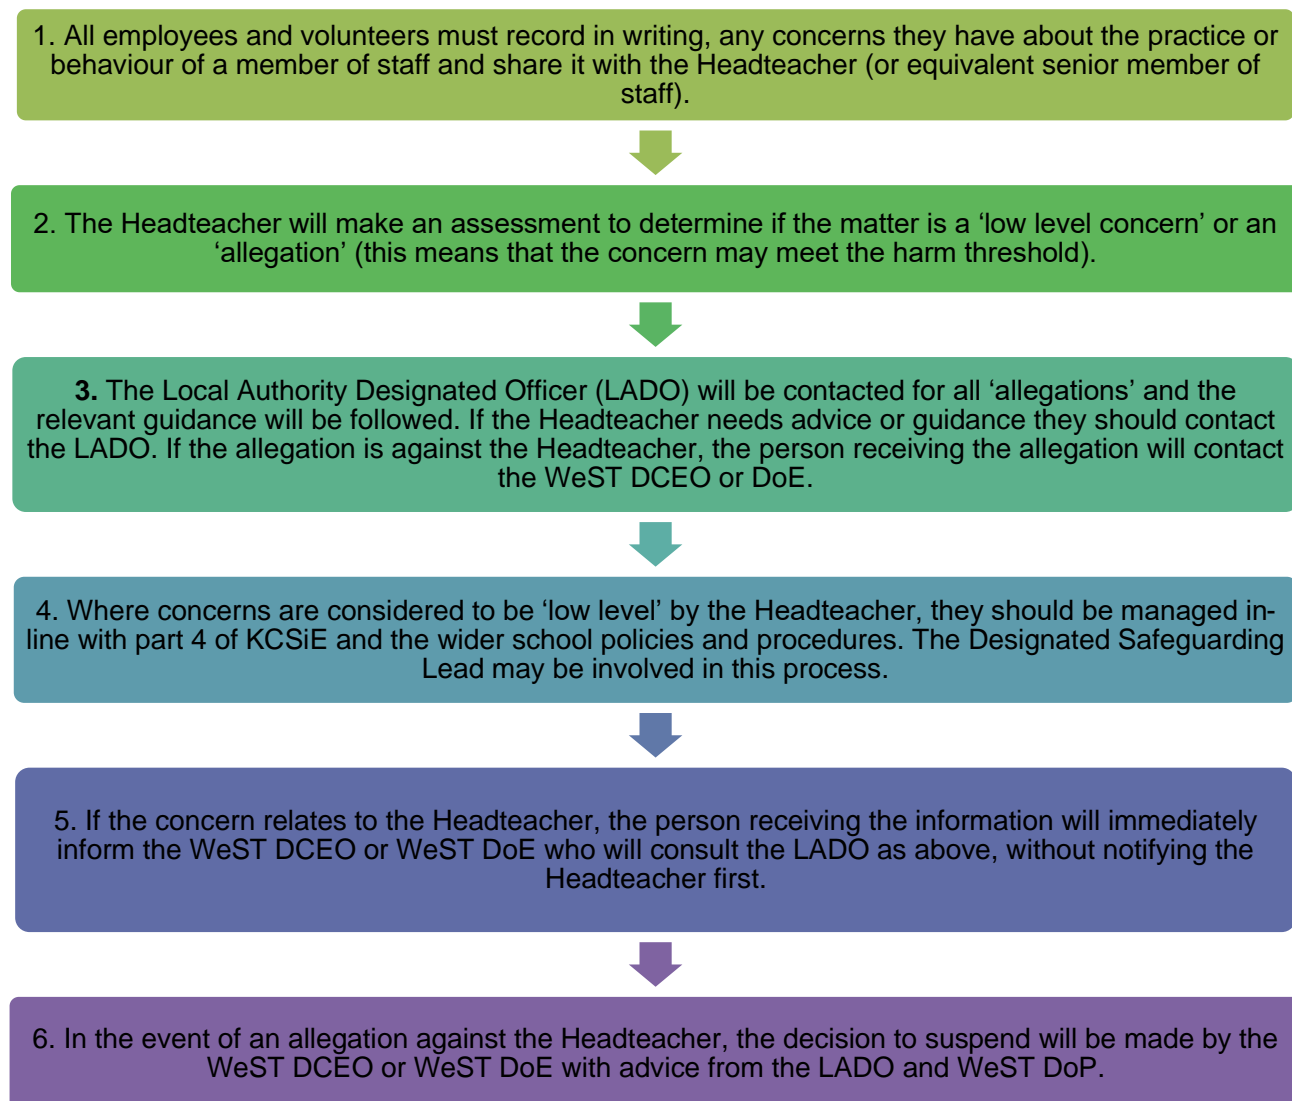 1. All employees and volunteers must record in writing, any concerns they have about the practice or
behaviour of a member of staff and share it with the Headteacher (or equivalent senior member of
staff).
2. The Headteacher will make an assessment to determine if the matter is a ‘low level concern’ or an
‘allegation’ (this means that the concern may meet the harm threshold).
3. The Local Authority Designated Officer (LADO) will be contacted for all ‘allegations’ and the
relevant guidance will be followed. If the Headteacher needs advice or guidance they should contact
the LADO. If the allegation is against the Headteacher, the person receiving the allegation will contact
the WeST DCEO or DoE.
4. Where concerns are considered to be ‘low level’ by the Headteacher, they should be managed in-
line with part 4 of KCSiE and the wider school policies and procedures. The Designated Safeguarding
Lead may be involved in this process.
5. If the concern relates to the Headteacher, the person receiving the information will immediately
inform the WeST DCEO or WeST DoE who will consult the LADO as above, without notifying the
Headteacher first.
6. In the event of an allegation against the Headteacher, the decision to suspend will be made by the
WeST DCEO or WeST DoE with advice from the LADO and WeST DoP.